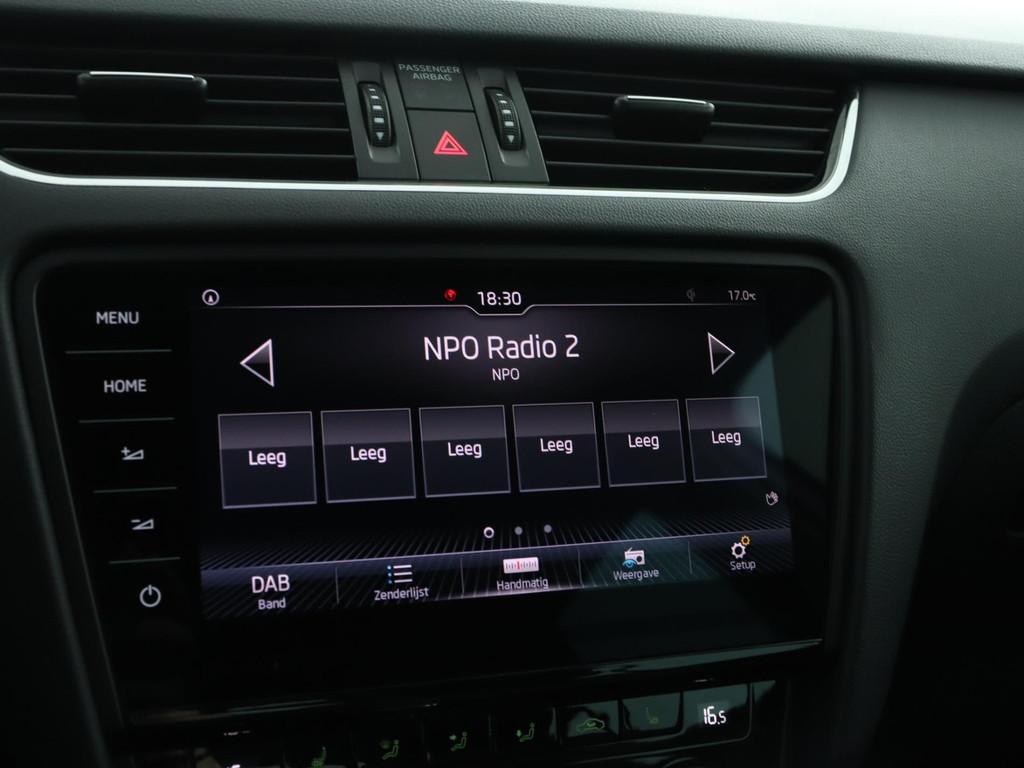 PASSENGER
AIRBAG
18:30
17.0°C
MENU
NPO Radio 2
NPO
HOME
Leeg Leeg Leeg Leeg Leeg Leeg
DAB
Band
Zenderlijst
Handmatig
Weergave
Setup
16.5